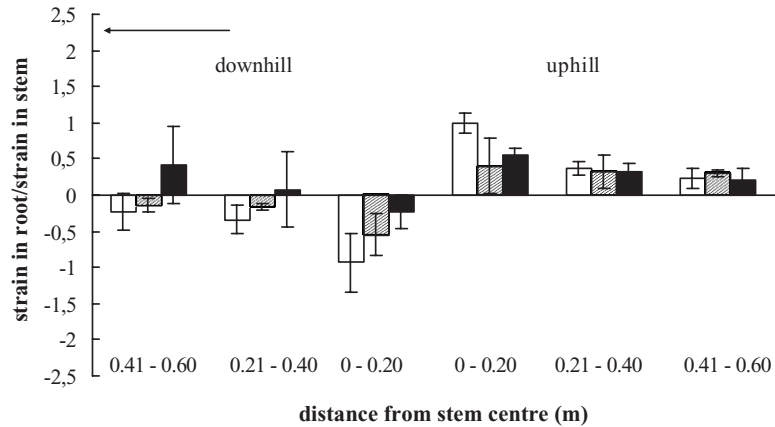 2,5
2
1,5
1
0,5
0
-0,5
-1
-1,5
-2
-2,5
strain in root/strain in stem
downhill uphill
0.41 - 0.60 0.21 - 0.40 0 - 0.20 0 - 0.20 0.21 - 0.40 0.41 - 0.60
distance from stem centre (m)